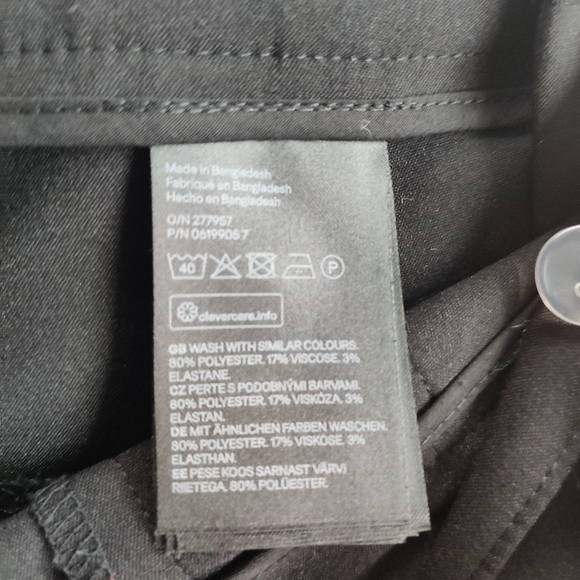 Made in Bangladesh
Fabriqué en Bangladesh
Hecho en Bangladesh
O/N 277957
P/N 0619905 7
40 P
clevercare.info
GB WASH WITH SIMILAR COLOURS.
80% POLYESTER. 17% VISCOSE. 3%
ELASTANE.
CZ PERTE S PODOBNÝMI BARVAMI.
80% POLYESTER. 17% VISKÓZA. 3%
ELASTAN.
DE MIT ÄHNLICHEN FARBEN WASCHEN.
80% POLYESTER. 17% VISKOSE. 3%
ELASTHAN.
EE PESE KOOS SARNAST VÄRVI
RIIETEGA. 80% POLÜESTER.